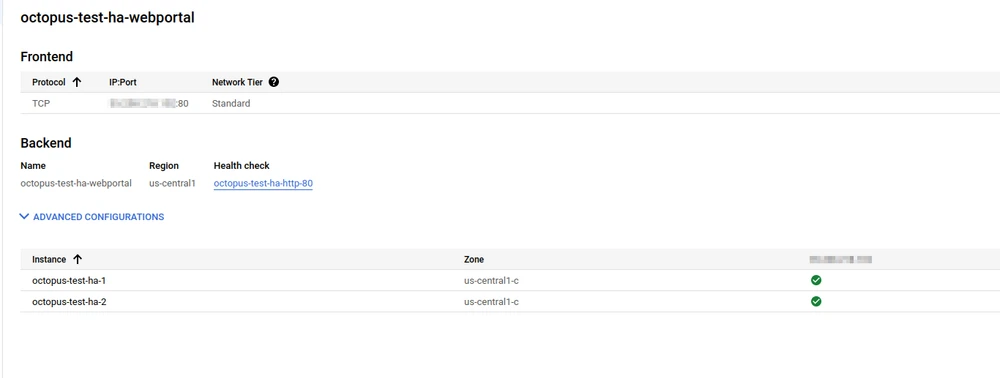 octopus-test-ha-webportal
Frontend
Protocol IP:Port Network Tier
TCP :80 Standard
Backend
Name Region Health check
octopus-test-ha-webportal us-central1 octopus-test-ha-http-80
ADVANCED CONFIGURATIONS
Instance Zone
octopus-test-ha-1 us-central1-c
octopus-test-ha-2 us-central1-c